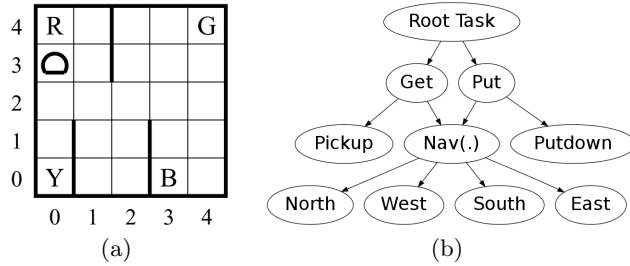 4 R G
3
2
1
0 Y B
0 1 2 3 4
(a)
Root Task
Get Put
Pickup Nav(.) Putdown
North West South East
(b)